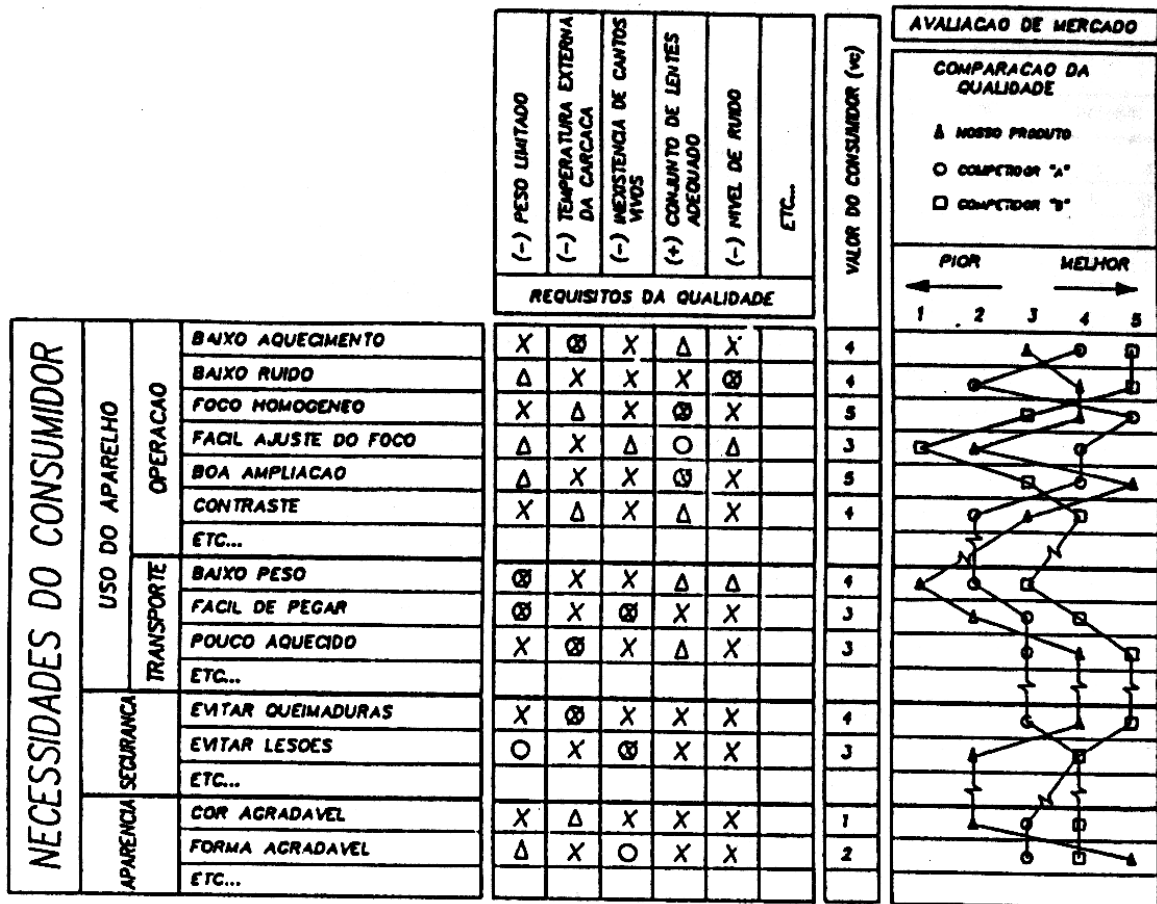 AVALIACAO DE MERCADO
COMPARACAO DA
QUALIDADE
NOSSO PRODUTO
COMPETIDOR "A"
COMPETIDOR "B"
PIOR MELHOR
1 2 3 4 5
(-) PESO LIMITADO
(-) TEMPERATURA EXTERNA
DA CARCACA
(-) INEXISTENCIA DE CANTOS
VIVOS
(+) CONJUNTO DE LENTES
ADEQUADO
(-) NIVEL DE RUIDO
ETC...
VALOR DO CONSUMIDOR (vc)
REQUISITOS DA QUALIDADE
NECESSIDADES DO CONSUMIDOR
USO DO APARELHO
OPERACAO
BAIXO AQUECIMENTO X X X 4
BAIXO RUIDO X X X 4
FOCO HOMOGENEO X X X 5
FACIL AJUSTE DO FOCO X 3
BOA AMPLIACAO X X X 5
CONTRASTE X X X 4
ETC...
TRANSPORTE
BAIXO PESO X X 4
FACIL DE PEGAR X X X 3
POUCO AQUECIDO X X X 3
ETC...
SEGURANCA
EVITAR QUEIMADURAS X X X X 4
EVITAR LESOES X X X 3
ETC...
APARENCIA
COR AGRADAVEL X X X X 1
FORMA AGRADAVEL X X X 2
ETC...